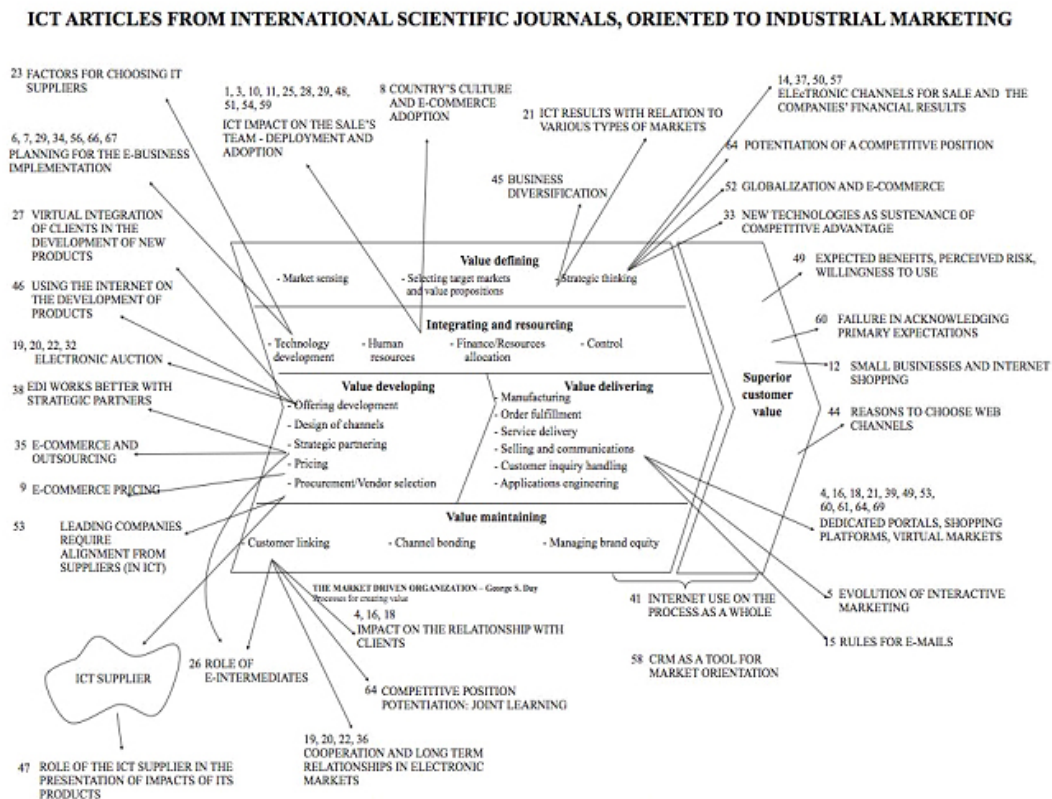 ICT ARTICLES FROM INTERNATIONAL SCIENTIFIC JOURNALS, ORIENTED TO INDUSTRIAL MARKETING
23 FACTORS FOR CHOOSING IT
SUPPLIERS
1, 3, 10, 11, 25, 28, 29, 48,
51, 54, 59
ICT IMPACT ON THE SALE'S
TEAM - DEPLOYMENT AND
ADOPTION
8 COUNTRY'S CULTURE
AND E-COMMERCE
ADOPTION
21 ICT RESULTS WITH RELATION TO
VARIOUS TYPES OF MARKETS
14, 37, 50, 57
ELEcTRONIC CHANNELS FOR SALE AND THE
COMPANIES' FINANCIAL RESULTS
6, 7, 29, 34, 56, 66, 67
PLANNING FOR THE E-BUSINESS
IMPLEMENTATION
64 POTENTIATION OF A COMPETITIVE POSITION
45 BUSINESS
DIVERSIFICATION
52 GLOBALIZATION AND E-COMMERCE
27 VIRTUAL INTEGRATION
OF CLIENTS IN THE
DEVELOPMENT OF NEW
PRODUCTS
33 NEW TECHNOLOGIES AS SUSTENANCE OF
COMPETITIVE ADVANTAGE
49 EXPECTED BENEFITS, PERCEIVED RISK,
WILLINGNESS TO USE
46 USING THE INTERNET ON
THE DEVELOPMENT OF
PRODUCTS
60 FAILURE IN ACKNOWLEDGING
PRIMARY EXPECTATIONS
19, 20, 22, 32
ELECTRONIC AUCTION
12 SMALL BUSINESSES AND INTERNET
SHOPPING
38 EDI WORKS BETTER WITH
STRATEGIC PARTNERS
44 REASONS TO CHOOSE WEB
CHANNELS
35 E-COMMERCE AND
OUTSOURCING
9 E-COMMERCE PRICING
53 LEADING COMPANIES
REQUIRE
ALIGNMENT FROM
SUPPLIERS (IN ICT)
Value defining
- Market sensing
- Selecting target markets
and value propositions
- Strategic thinking
Integrating and resourcing
- Technology
development
- Human
resources
- Finance/Resources
allocation
- Control
Value developing
- Offering development
- Design of channels
- Strategic partnering
- Pricing
- Procurement/Vendor selection
Value delivering
- Manufacturing
- Order fulfillment
- Service delivery
- Selling and communications
- Customer inquiry handling
- Applications engineering
Superior
customer
value
Value maintaining
- Customer linking
- Channel bonding
- Managing brand equity
THE MARKET DRIVEN ORGANIZATION – George S. Day
Processes for creating value
4, 16, 18, 21, 39, 49, 53,
60, 61, 64, 69
DEDICATED PORTALS, SHOPPING
PLATFORMS, VIRTUAL MARKETS
5 EVOLUTION OF INTERACTIVE
MARKETING
15 RULES FOR E-MAILS
41 INTERNET USE ON THE
PROCESS AS A WHOLE
58 CRM AS A TOOL FOR
MARKET ORIENTATION
4, 16, 18
IMPACT ON THE RELATIONSHIP WITH
CLIENTS
26 ROLE OF
E-INTERMEDIATES
64 COMPETITIVE POSITION
POTENTIATION: JOINT LEARNING
19, 20, 22, 36
COOPERATION AND LONG TERM
RELATIONSHIPS IN ELECTRONIC
MARKETS
ICT SUPPLIER
47 ROLE OF THE ICT SUPPLIER IN THE
PRESENTATION OF IMPACTS OF ITS
PRODUCTS